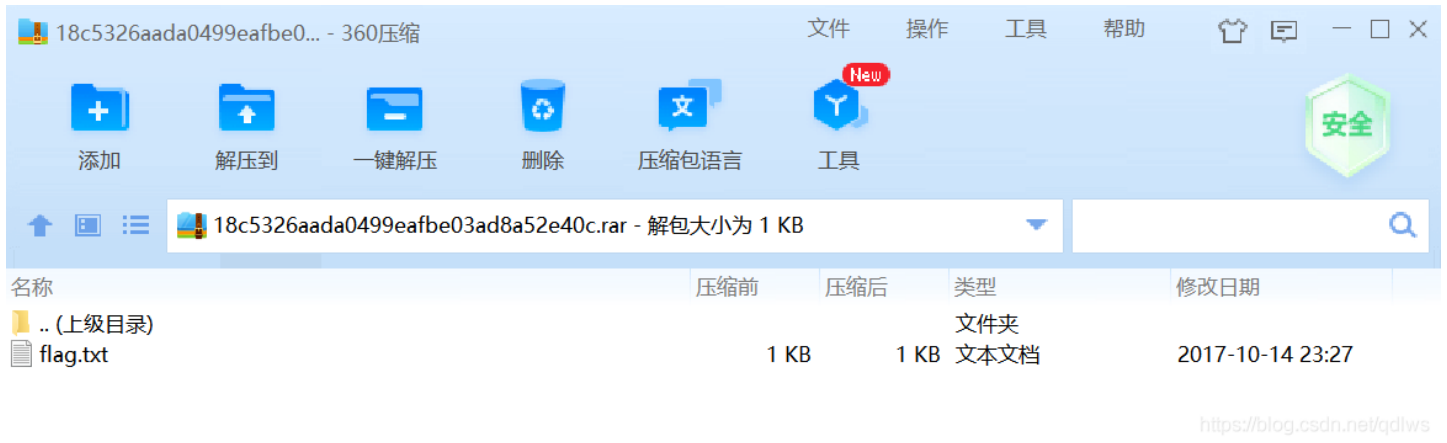 18c5326aada0499eafbe0... - 360压缩 文件 操作 工具 帮助
New
安全
添加 解压到 一键解压 删除 压缩包语言 工具
18c5326aada0499eafbe03ad8a52e40c.rar - 解包大小为 1 KB
名称 压缩前 压缩后 类型 修改日期
.. (上级目录) 文件夹
flag.txt 1 KB 1 KB 文本文档 2017-10-14 23:27
https://blog.csdn.net/qdlws